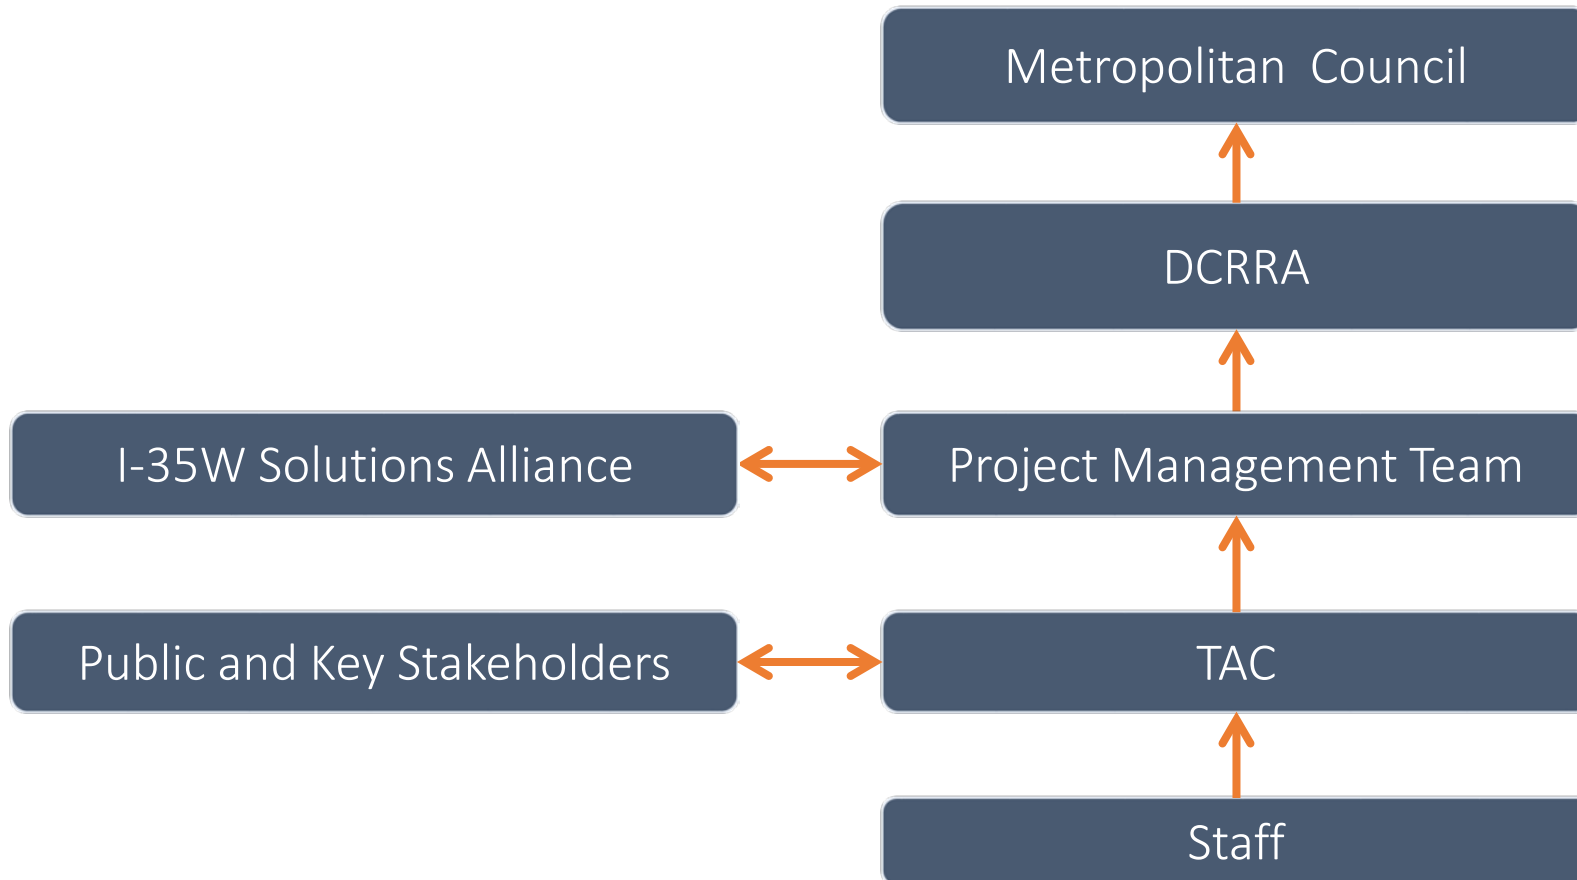 Metropolitan Council
DCRRA
I-35W Solutions Alliance
Project Management Team
Public and Key Stakeholders
TAC
Staff